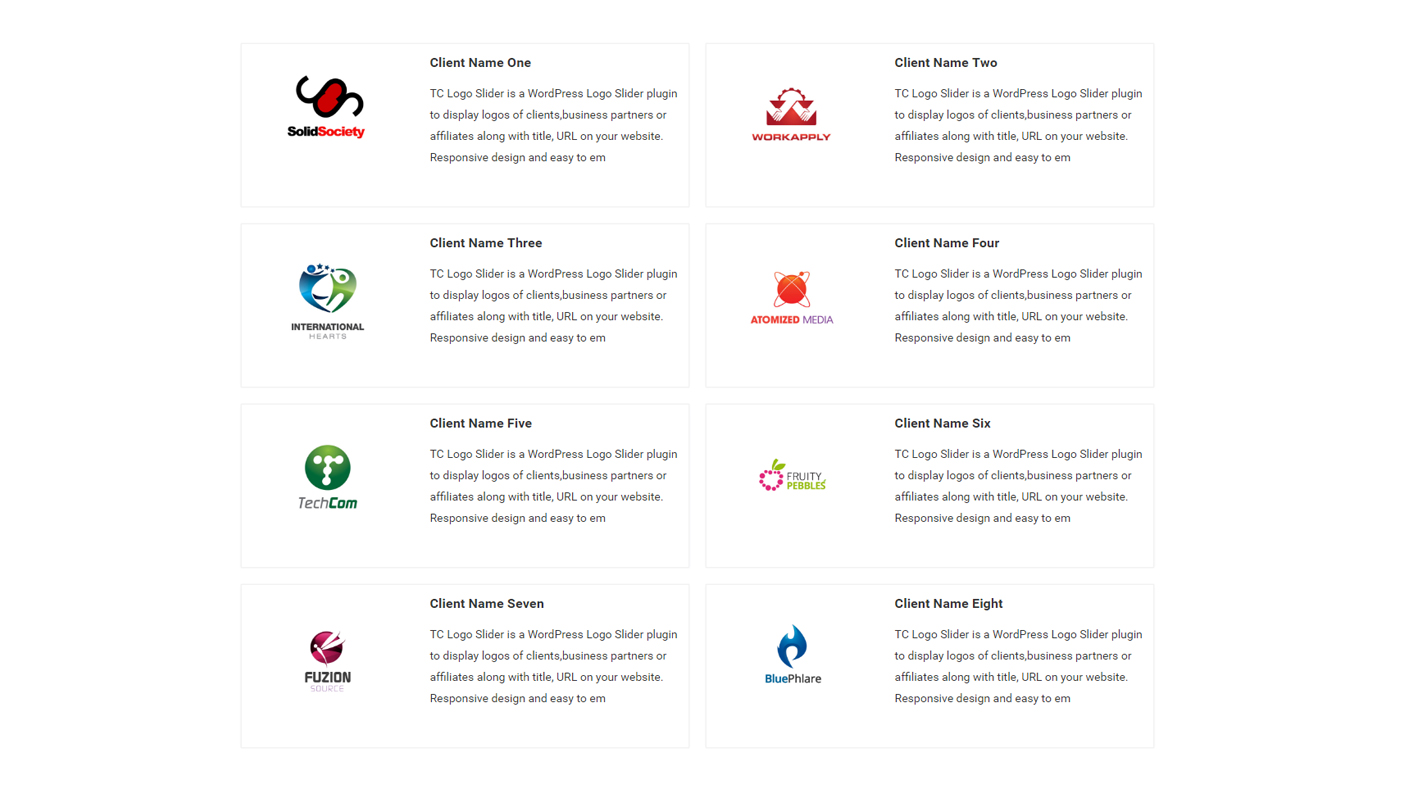 SolidSociety
Client Name One
TC Logo Slider is a WordPress Logo Slider plugin
to display logos of clients,business partners or
affiliates along with title, URL on your website.
Responsive design and easy to em
WORKAPPLY
Client Name Two
TC Logo Slider is a WordPress Logo Slider plugin
to display logos of clients,business partners or
affiliates along with title, URL on your website.
Responsive design and easy to em
INTERNATIONAL
HEARTS
Client Name Three
TC Logo Slider is a WordPress Logo Slider plugin
to display logos of clients,business partners or
affiliates along with title, URL on your website.
Responsive design and easy to em
ATOMIZED MEDIA
Client Name Four
TC Logo Slider is a WordPress Logo Slider plugin
to display logos of clients,business partners or
affiliates along with title, URL on your website.
Responsive design and easy to em
TechCom
Client Name Five
TC Logo Slider is a WordPress Logo Slider plugin
to display logos of clients,business partners or
affiliates along with title, URL on your website.
Responsive design and easy to em
FRUITY
PEBBLES
Client Name Six
TC Logo Slider is a WordPress Logo Slider plugin
to display logos of clients,business partners or
affiliates along with title, URL on your website.
Responsive design and easy to em
FUZION
SOURCE
Client Name Seven
TC Logo Slider is a WordPress Logo Slider plugin
to display logos of clients,business partners or
affiliates along with title, URL on your website.
Responsive design and easy to em
BluePhlare
Client Name Eight
TC Logo Slider is a WordPress Logo Slider plugin
to display logos of clients,business partners or
affiliates along with title, URL on your website.
Responsive design and easy to em